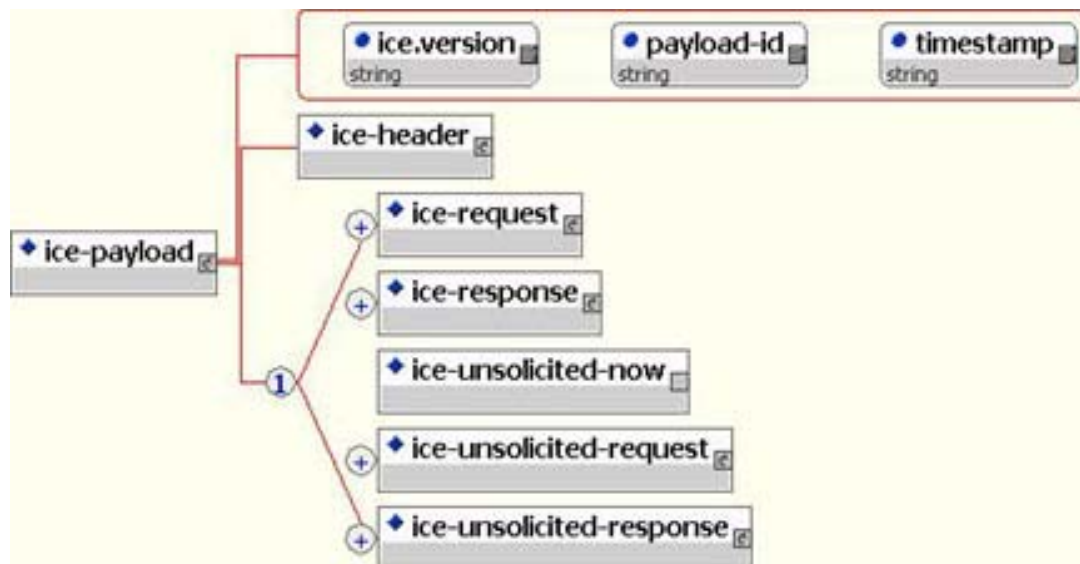 ice.version payload-id timestamp
string string string
ice-header
ice-request
ice-payload
ice-response
1
ice-unsolicited-now
ice-unsolicited-request
ice-unsolicited-response